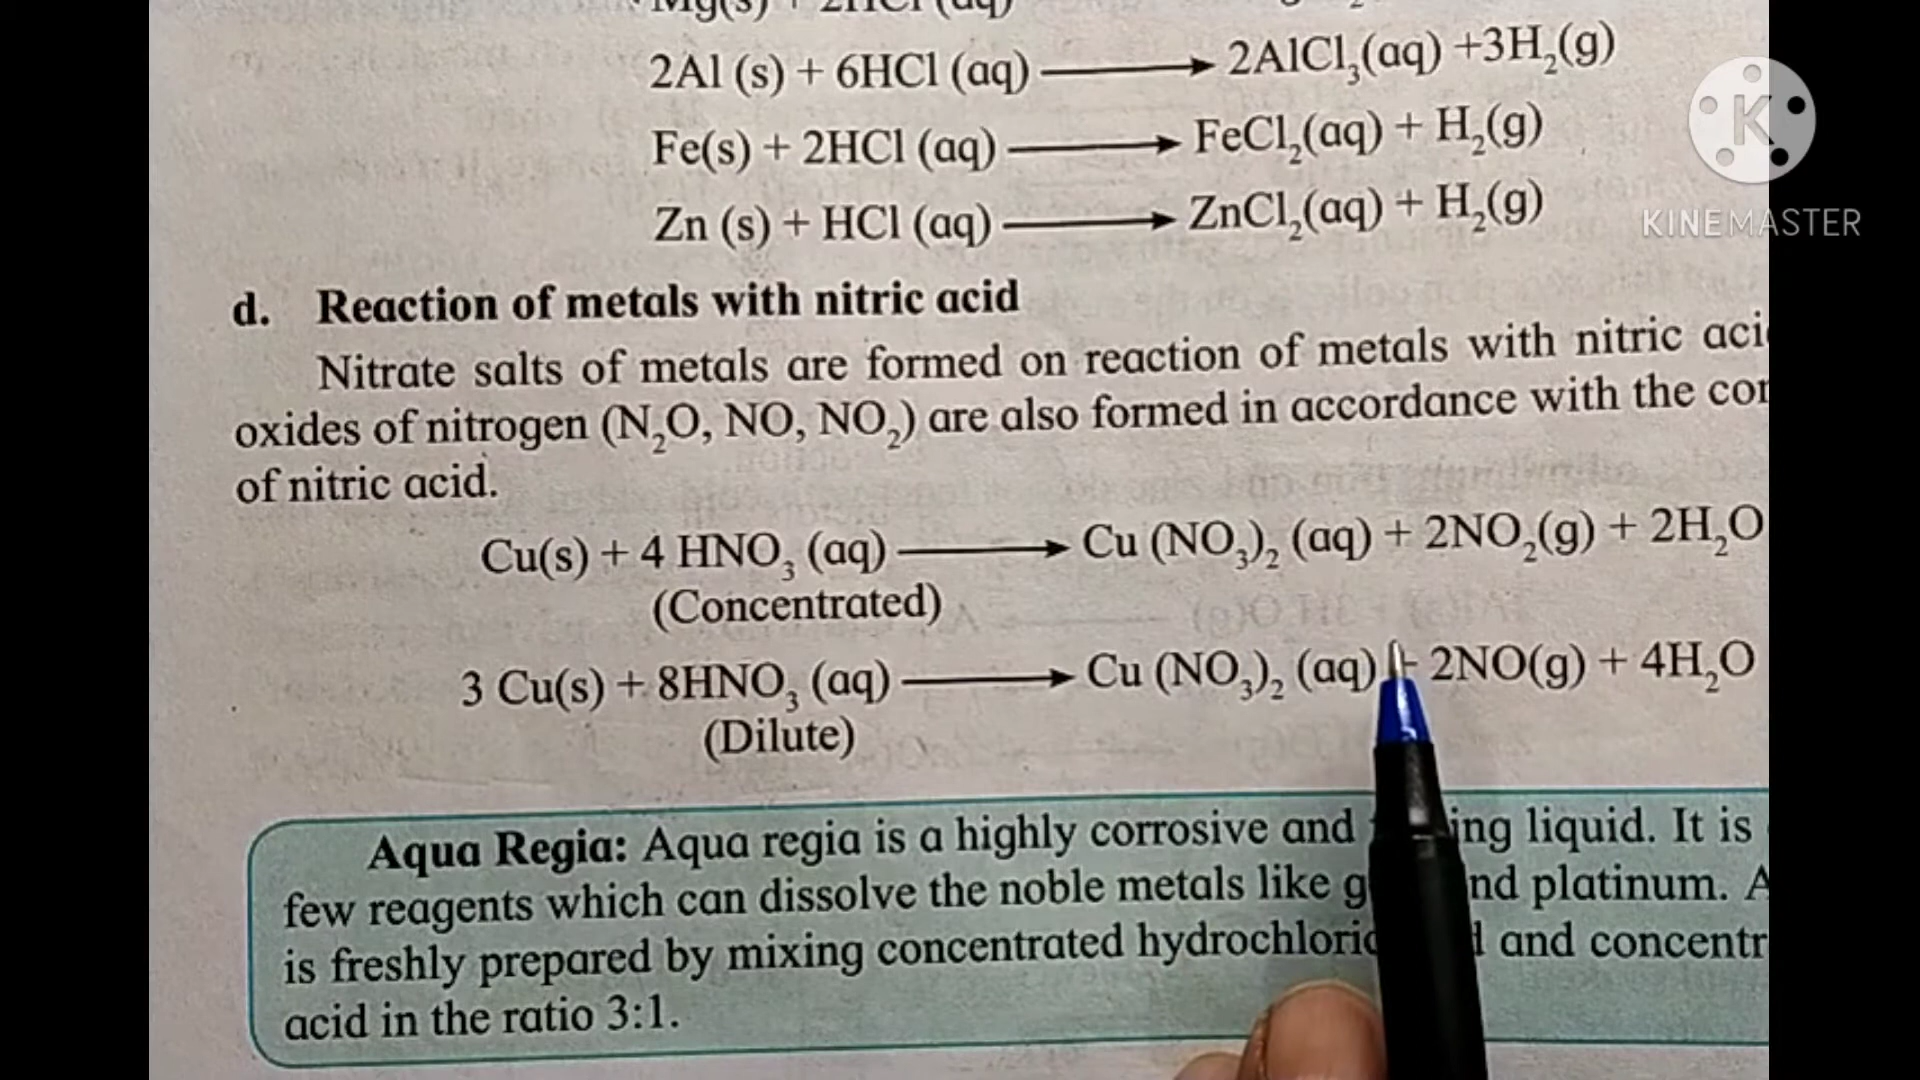 Mg(s) + 2HCl (aq)
2Al (s) + 6HCl (aq) ⟶ 2AlCl₃(aq) +3H₂(g)
Fe(s) + 2HCl (aq) ⟶ FeCl₂(aq) + H₂(g)
Zn (s) + HCl (aq) ⟶ ZnCl₂(aq) + H₂(g)
K
KINEMASTER
d. Reaction of metals with nitric acid
Nitrate salts of metals are formed on reaction of metals with nitric
oxides of nitrogen (N₂O, NO, NO₂) are also formed in accordance with the
of nitric acid.
Cu(s) + 4 HNO₃ (aq) ⟶ Cu (NO₃)₂ (aq) + 2NO₂(g) + 2H₂O
(Concentrated)
3 Cu(s) + 8HNO₃ (aq) ⟶ Cu (NO₃)₂ (aq) + 2NO(g) + 4H₂O
(Dilute)
Aqua Regia: Aqua regia is a highly corrosive and liquid. It is
few reagents which can dissolve the noble metals like platinum.
is freshly prepared by mixing concentrated and
acid in the ratio 3:1.